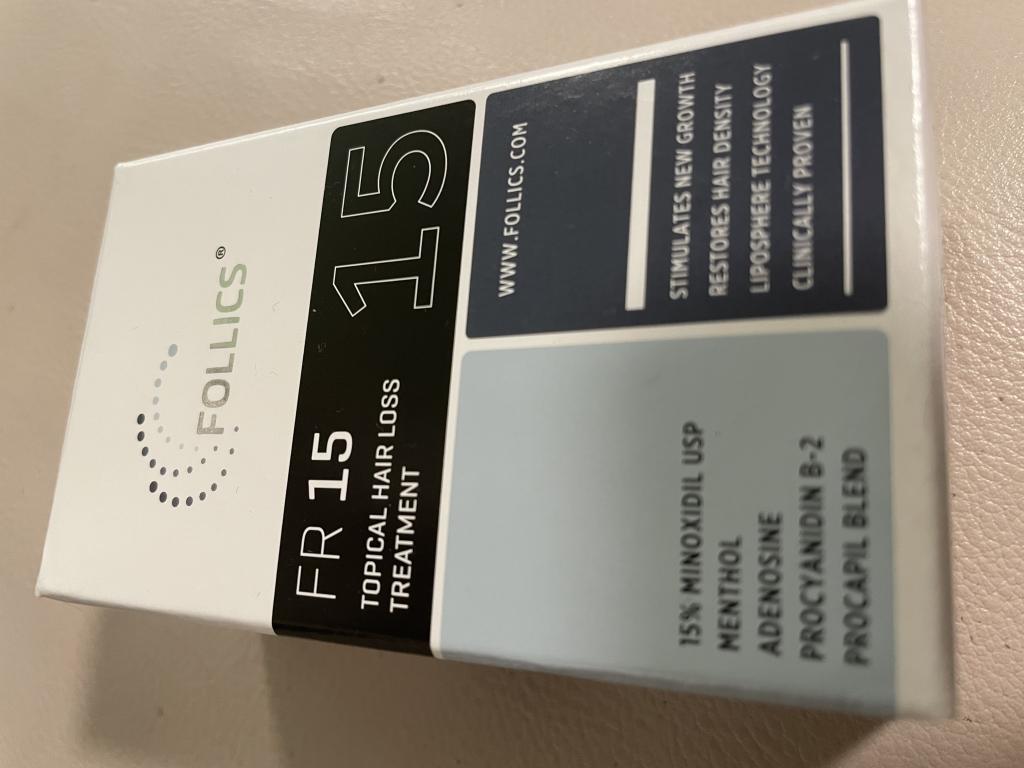 FOLLICS®
FR 15
TOPICAL HAIR LOSS
TREATMENT
15
15% MINOXIDIL USP
MENTHOL
ADENOSINE
PROCYANIDIN B-2
PROCAPIL BLEND
WWW.FOLLICS.COM
STIMULATES NEW GROWTH
RESTORES HAIR DENSITY
LIPOSPHERE TECHNOLOGY
CLINICALLY PROVEN